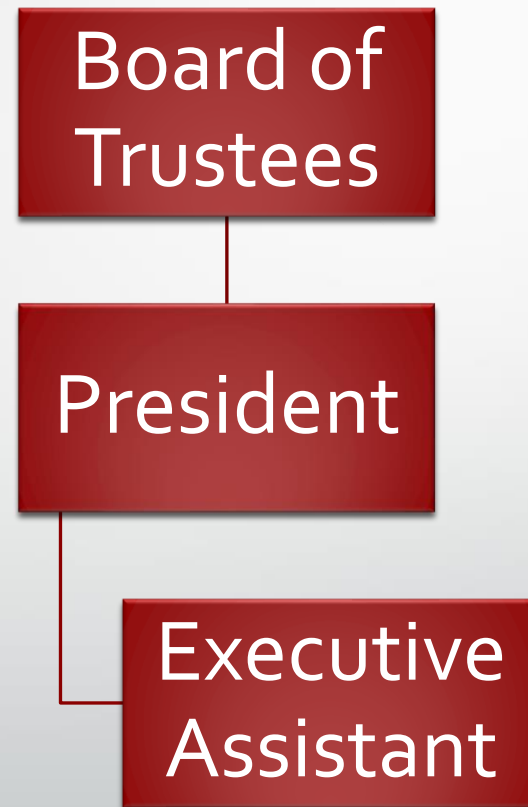 Board of
Trustees
President
Executive
Assistant